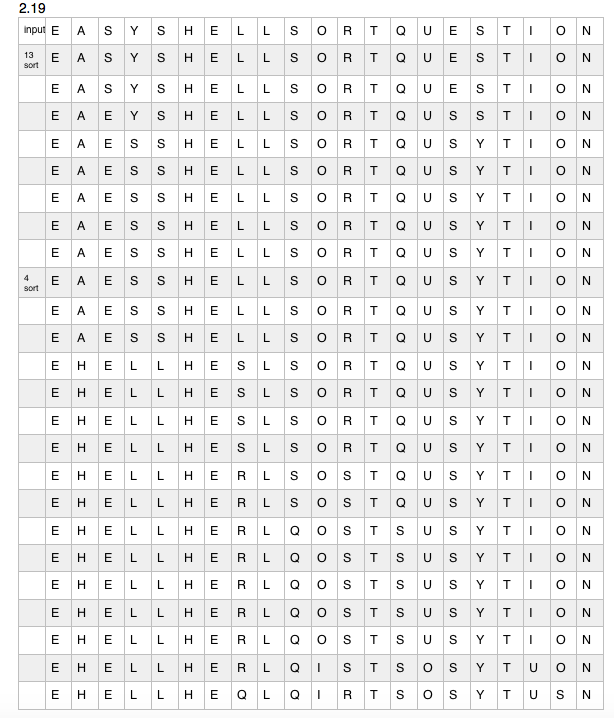 2.19
input E A S Y S H E L L S O R T Q U E S T I O N
13 sort E A S Y S H E L L S O R T Q U E S T I O N
E A S Y S H E L L S O R T Q U E S T I O N
E A E Y S H E L L S O R T Q U S S T I O N
E A E S S H E L L S O R T Q U S Y T I O N
E A E S S H E L L S O R T Q U S Y T I O N
E A E S S H E L L S O R T Q U S Y T I O N
E A E S S H E L L S O R T Q U S Y T I O N
E A E S S H E L L S O R T Q U S Y T I O N
4 sort E A E S S H E L L S O R T Q U S Y T I O N
E A E S S H E L L S O R T Q U S Y T I O N
E A E S S H E L L S O R T Q U S Y T I O N
E H E L L H E S L S O R T Q U S Y T I O N
E H E L L H E S L S O R T Q U S Y T I O N
E H E L L H E S L S O R T Q U S Y T I O N
E H E L L H E S L S O R T Q U S Y T I O N
E H E L L H E R L S O S T Q U S Y T I O N
E H E L L H E R L S O S T Q U S Y T I O N
E H E L L H E R L Q O S T S U S Y T I O N
E H E L L H E R L Q O S T S U S Y T I O N
E H E L L H E R L Q O S T S U S Y T I O N
E H E L L H E R L Q O S T S U S Y T I O N
E H E L L H E R L Q O S T S U S Y T I O N
E H E L L H E R L Q I S T S O S Y T U O N
E H E L L H E Q L Q I R T S O S Y T U S N